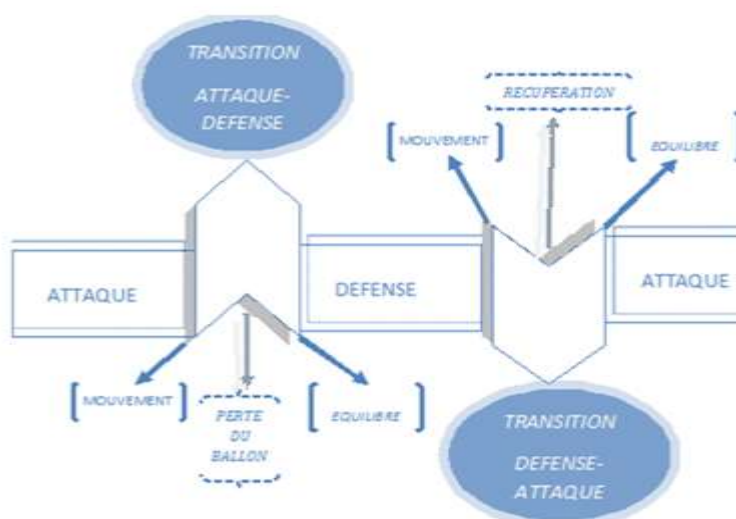 TRANSITION
ATTAQUE-
DEFENSE
RECUPERATION
MOUVEMENT
EQUILIBRE
ATTAQUE
DEFENSE
ATTAQUE
MOUVEMENT
PERTE
DU
BALLON
EQUILIBRE
TRANSITION
DEFENSE-
ATTAQUE